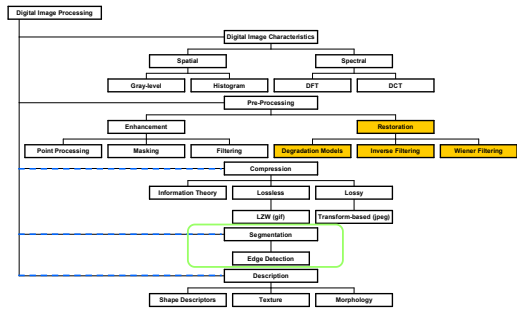 Digital Image Processing
Digital Image Characteristics
Spatial
Spectral
Gray-level
Histogram
DFT
DCT
Pre-Processing
Enhancement
Restoration
Point Processing
Masking
Filtering
Degradation Models
Inverse Filtering
Wiener Filtering
Compression
Information Theory
Lossless
Lossy
LZW (gif)
Transform-based (jpeg)
Segmentation
Edge Detection
Description
Shape Descriptors
Texture
Morphology